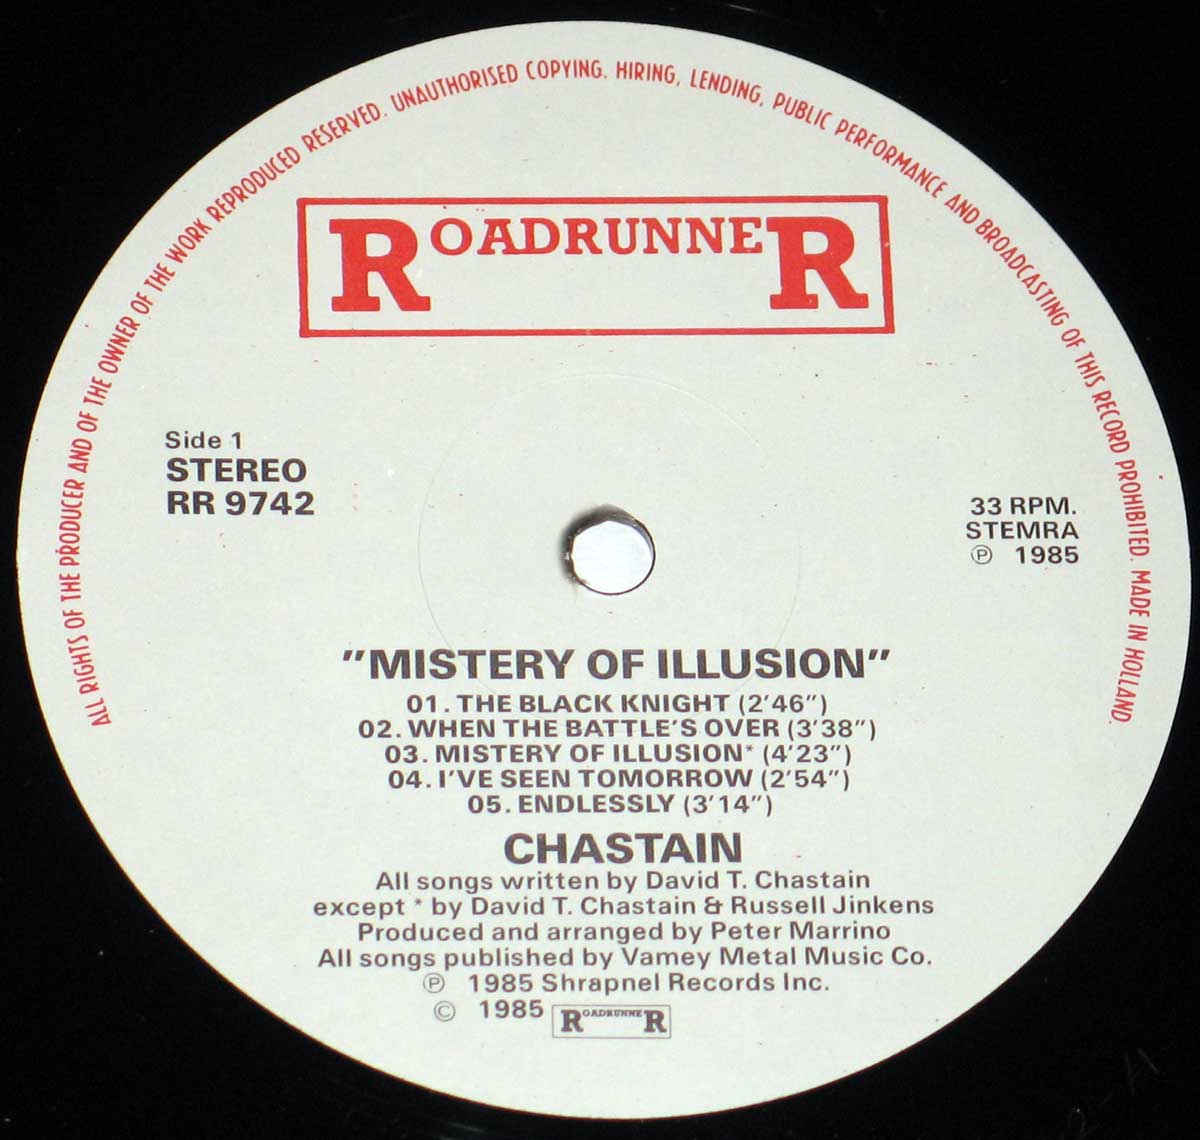 ALL RIGHTS OF THE PRODUCER AND OF THE OWNER OF THE WORK REPRODUCED RESERVED. UNAUTHORISED COPYING. HIRING, LENDING, PUBLIC PERFORMANCE AND BROADCASTING OF THIS RECORD PROHIBITED. MADE IN HOLLAND.
ROADRUNNER
Side 1
STEREO
RR 9742
33 RPM.
STEMRA
℗ 1985
"MISTERY OF ILLUSION"
01. THE BLACK KNIGHT (2'46")
02. WHEN THE BATTLE'S OVER (3'38")
03. MISTERY OF ILLUSION* (4'23")
04. I'VE SEEN TOMORROW (2'54")
05. ENDLESSLY (3'14")
CHASTAIN
All songs written by David T. Chastain
except * by David T. Chastain & Russell Jinkens
Produced and arranged by Peter Marrino
All songs published by Vamey Metal Music Co.
℗ 1985 Shrapnel Records Inc.
© 1985 ROADRUNNER